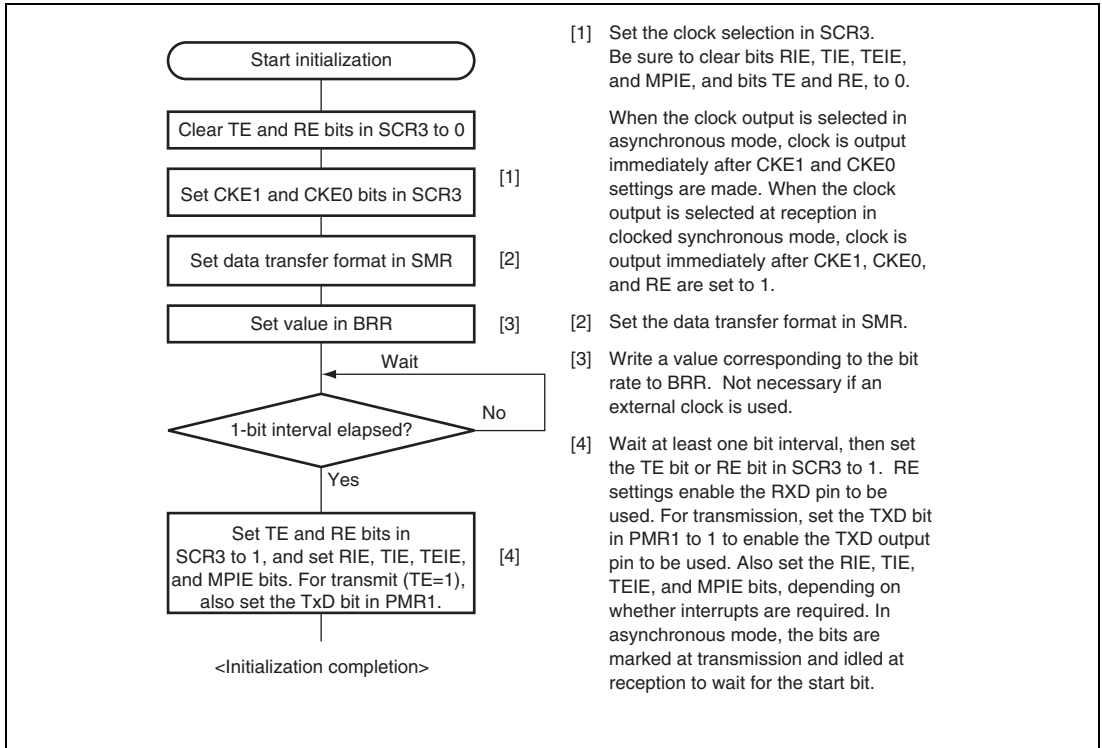 Start initialization
Clear TE and RE bits in SCR3 to 0
Set CKE1 and CKE0 bits in SCR3
[1]
Set data transfer format in SMR
[2]
Set value in BRR
[3]
Wait
1-bit interval elapsed?
No
Yes
Set TE and RE bits in
SCR3 to 1, and set RIE, TIE, TEIE,
and MPIE bits. For transmit (TE=1),
also set the TxD bit in PMR1.
[4]
<Initialization completion>
[1] Set the clock selection in SCR3.
Be sure to clear bits RIE, TIE, TEIE,
and MPIE, and bits TE and RE, to 0.
When the clock output is selected in
asynchronous mode, clock is output
immediately after CKE1 and CKE0
settings are made. When the clock
output is selected at reception in
clocked synchronous mode, clock is
output immediately after CKE1, CKE0,
and RE are set to 1.
[2] Set the data transfer format in SMR.
[3] Write a value corresponding to the bit
rate to BRR. Not necessary if an
external clock is used.
[4] Wait at least one bit interval, then set
the TE bit or RE bit in SCR3 to 1. RE
settings enable the RXD pin to be
used. For transmission, set the TXD bit
in PMR1 to 1 to enable the TXD output
pin to be used. Also set the RIE, TIE,
TEIE, and MPIE bits, depending on
whether interrupts are required. In
asynchronous mode, the bits are
marked at transmission and idled at
reception to wait for the start bit.